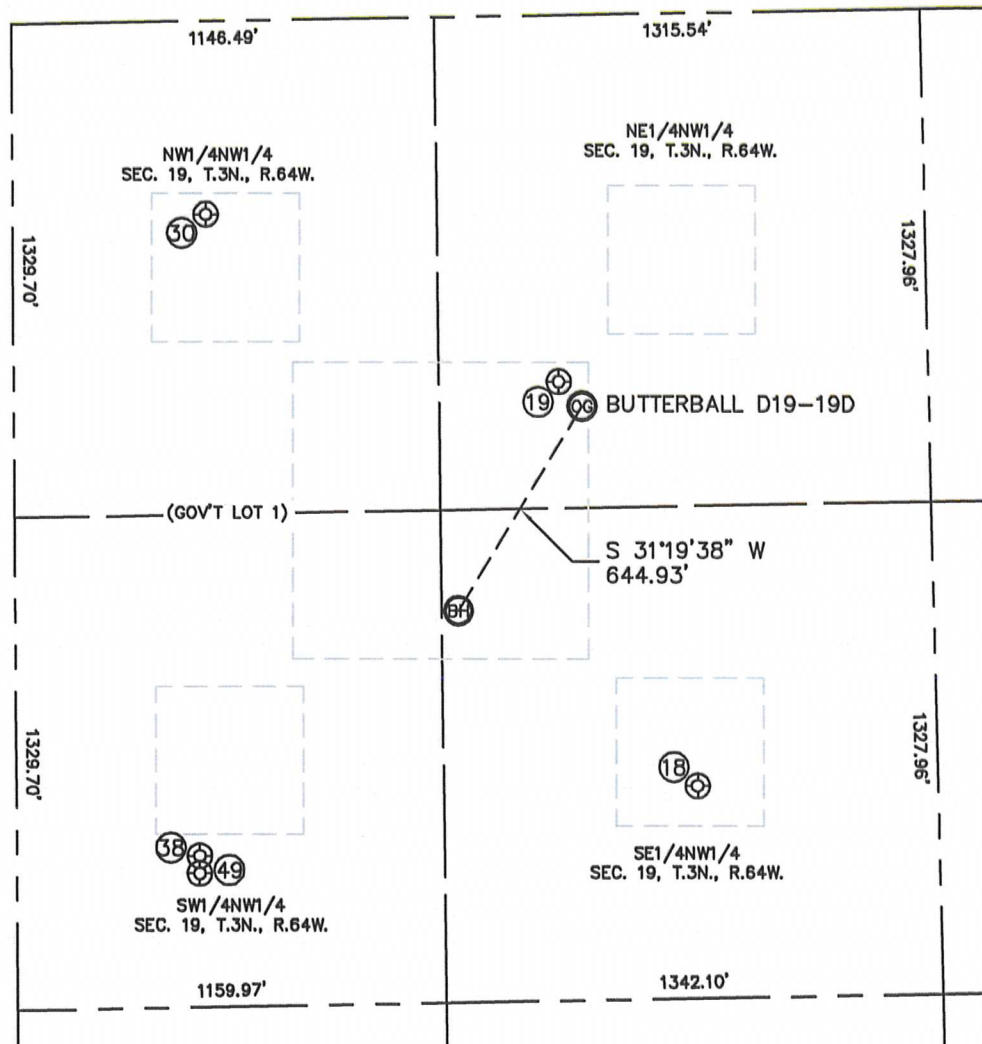 1146.49'
1315.54'
NW1/4NW1/4
SEC. 19, T.3N., R.64W.
NE1/4NW1/4
SEC. 19, T.3N., R.64W.
30
1329.70'
1327.96'
19
OG
BUTTERBALL D19-19D
(GOV'T LOT 1)
S 31°19'38" W
644.93'
BH
1329.70'
1327.96'
18
38
49
SE1/4NW1/4
SEC. 19, T.3N., R.64W.
SW1/4NW1/4
SEC. 19, T.3N., R.64W.
1159.97'
1342.10'